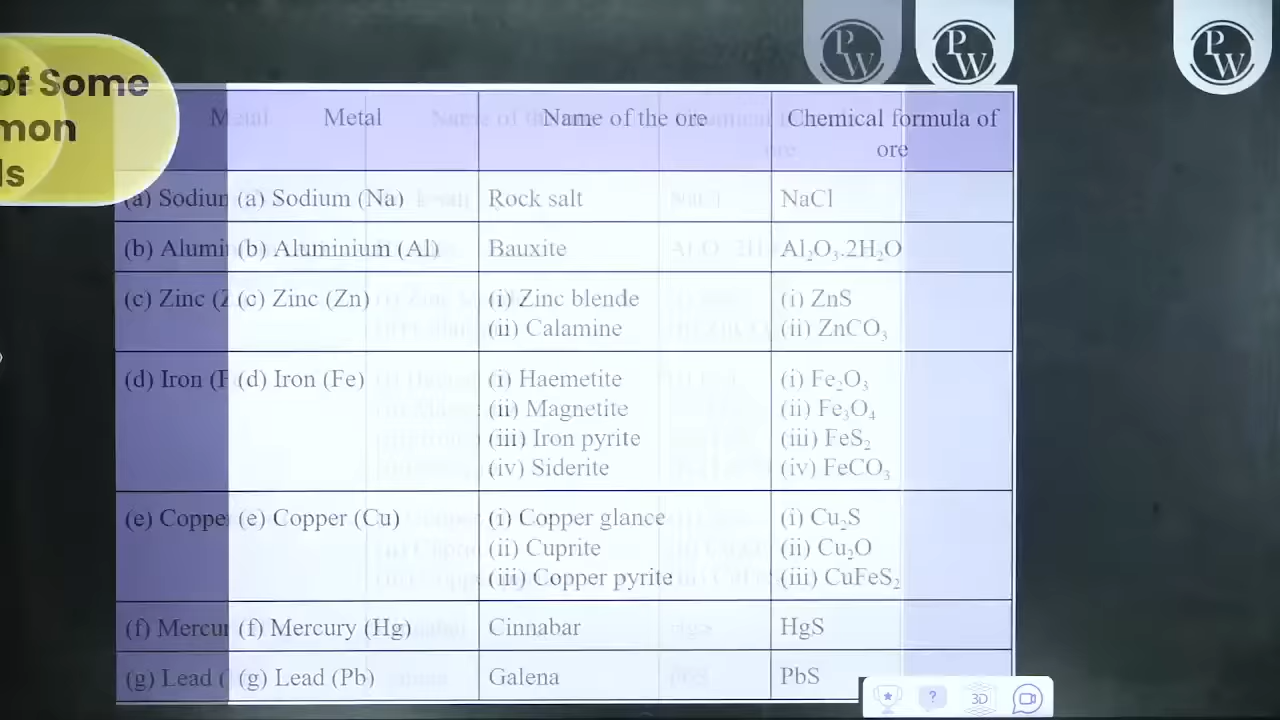 of Some
mon
ls
P W
P W
P W
Metal Name of the ore Chemical formula of
ore
(a) Sodium (Na) Rock salt NaCl
(b) Aluminium (Al) Bauxite Al₂O₃.2H₂O
(c) Zinc (Zn) (i) Zinc blende (i) ZnS
(ii) Calamine (ii) ZnCO₃
(d) Iron (Fe) (i) Haemetite (i) Fe₂O₃
(ii) Magnetite (ii) Fe₃O₄
(iii) Iron pyrite (iii) FeS₂
(iv) Siderite (iv) FeCO₃
(e) Copper (Cu) (i) Copper glance (i) Cu₂S
(ii) Cuprite (ii) Cu₂O
(iii) Copper pyrite (iii) CuFeS₂
(f) Mercury (Hg) Cinnabar HgS
(g) Lead (Pb) Galena PbS
? 3D